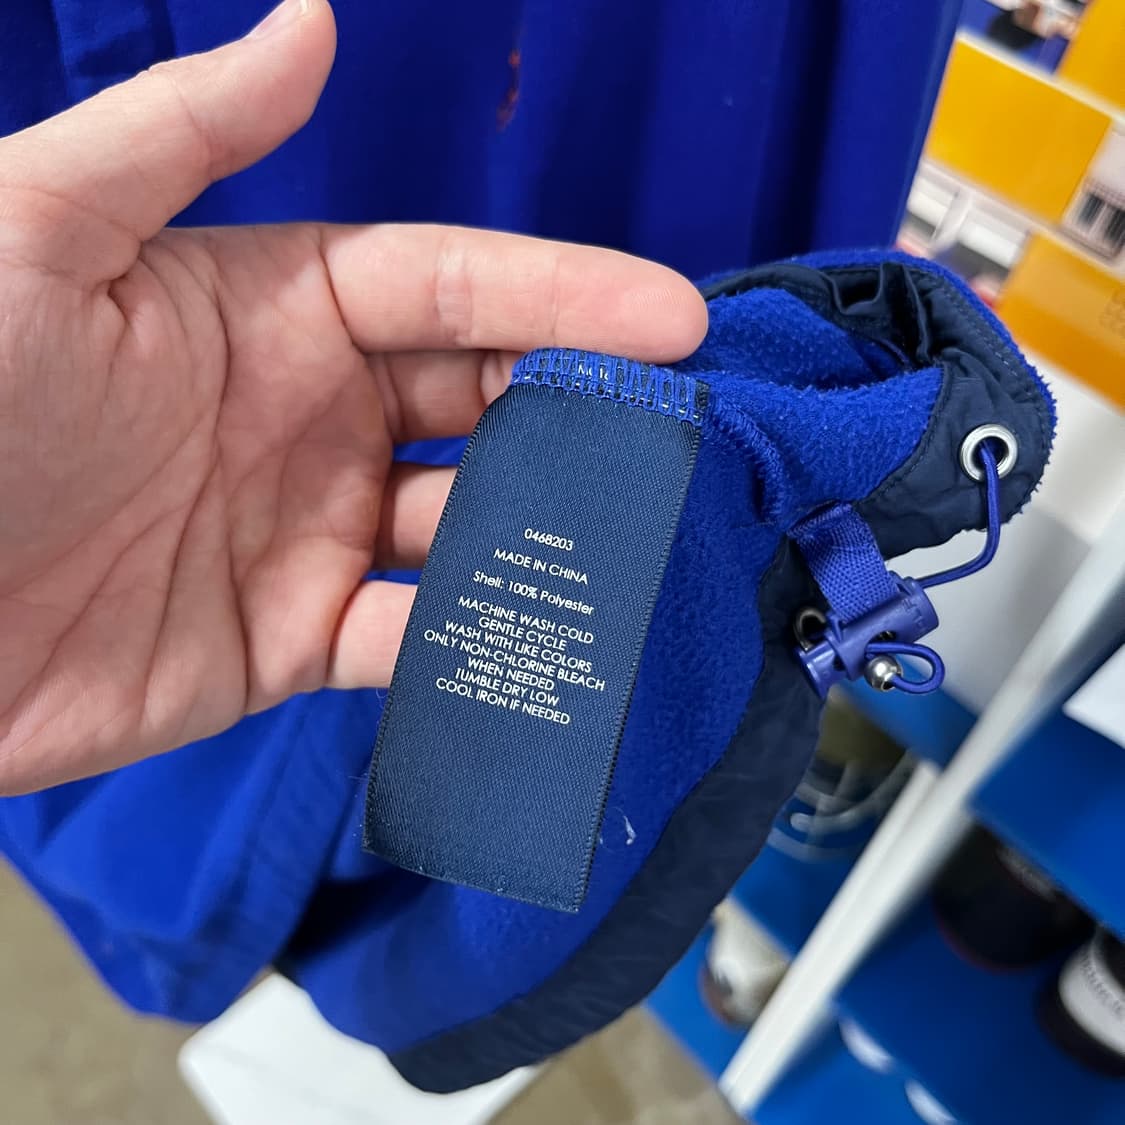 0468203
MADE IN CHINA
Shell: 100% Polyester
MACHINE WASH COLD
GENTLE CYCLE
WASH WITH LIKE COLORS
ONLY NON-CHLORINE BLEACH
WHEN NEEDED
TUMBLE DRY LOW
COOL IRON IF NEEDED